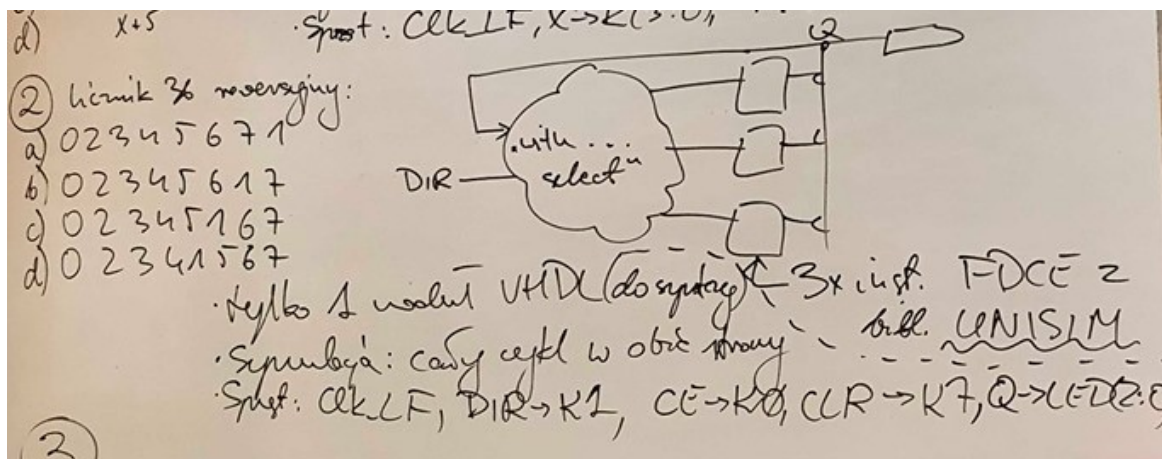 d) x+5 · Sprzęt: Clk_LF, X→K(3:0),
Q
2 licznik 3b rewersyjny:
a) 0 2 3 4 5 6 7 1
b) 0 2 3 4 5 6 1 7
c) 0 2 3 4 5 1 6 7
d) 0 2 3 4 1 5 6 7
"with ...
select"
DIR
· tylko 1 moduł VHDL (do syntezy) ← 3x inst. FDCE z
bibl. UNISIM
· Symulacja: cały cykl w obie strony
· Sprzęt: Clk_LF, DIR→K1, CE→K0, CLR→K7, Q→LED(2:0
3